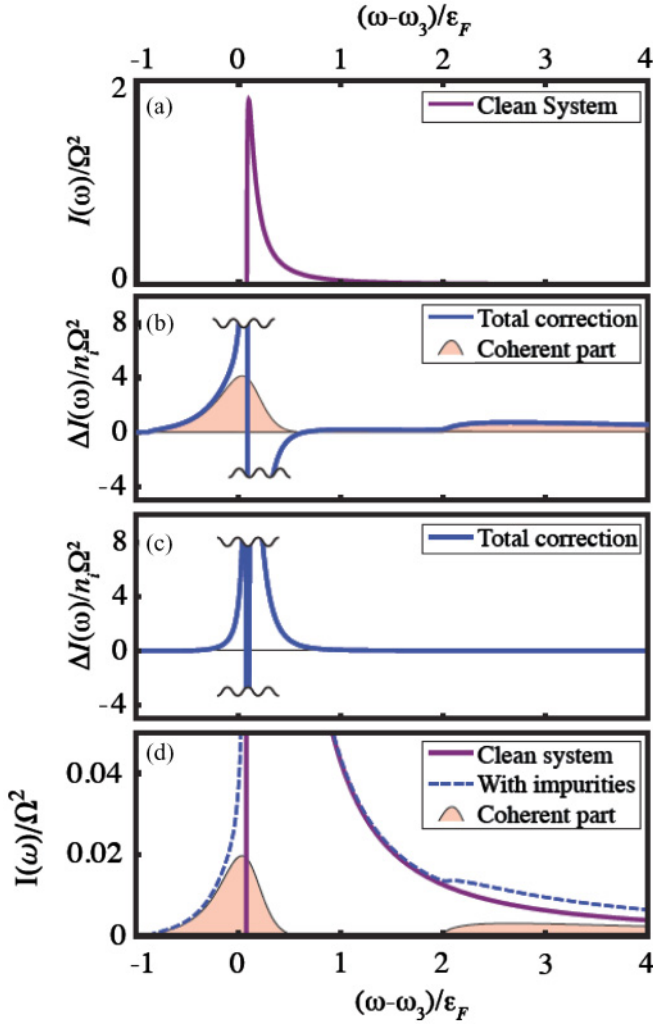 (ω-ω₃)/εF
-1 0 1 2 3 4
2
0
I(ω)/Ω²
(a)
Clean System
8
4
0
-4
ΔI(ω)/nᵢΩ²
(b)
Total correction
Coherent part
8
4
0
-4
ΔI(ω)/nᵢΩ²
(c)
Total correction
0.04
0.02
0
I(ω)/Ω²
(d)
Clean system
With impurities
Coherent part
-1 0 1 2 3 4
(ω-ω₃)/εF